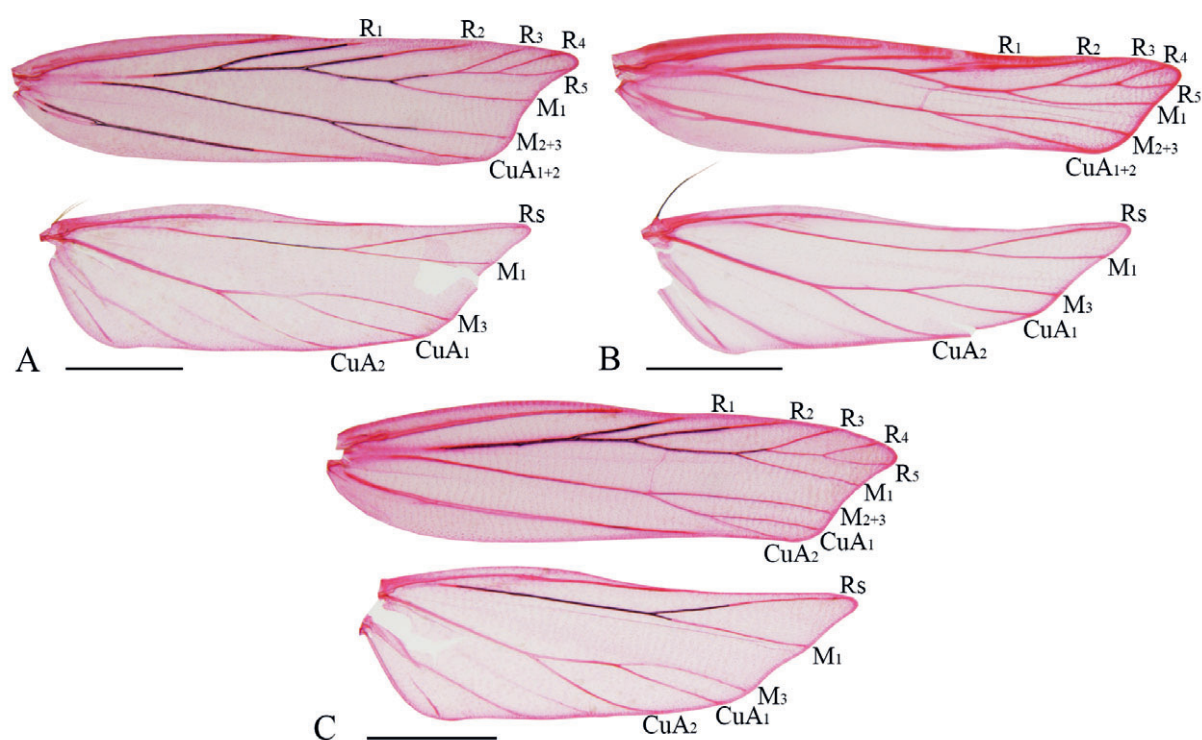 R1 R2 R3 R4 R5 M1 M2+3 CuA1+2
Rs M1 M3 CuA1 CuA2
A
R1 R2 R3 R4 R5 M1 M2+3 CuA1+2
Rs M1 M3 CuA1 CuA2
B
R1 R2 R3 R4 R5 M1 M2+3 CuA1 CuA2
Rs M1 M3 CuA1 CuA2
C